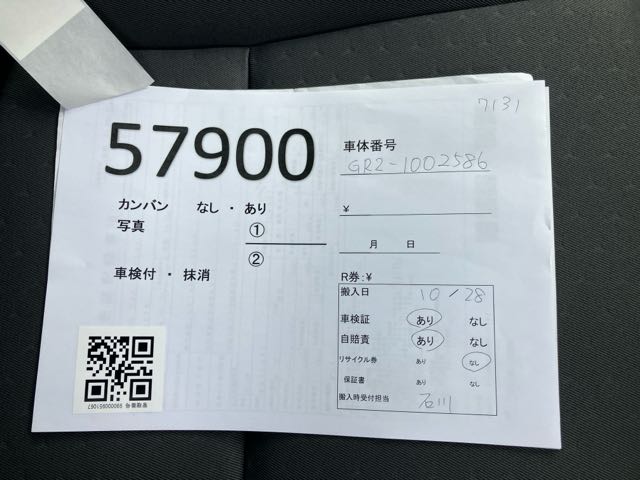 7131
57900
車体番号
GR2-1002586
カンバン なし ・ あり
写真 ①
②
車検付 ・ 抹消
¥
月 日
R券:¥
搬入日 10/28
車検証 あり なし
自賠責 あり なし
リサイクル券 あり なし
保証書 あり なし
搬入時受付担当 石川